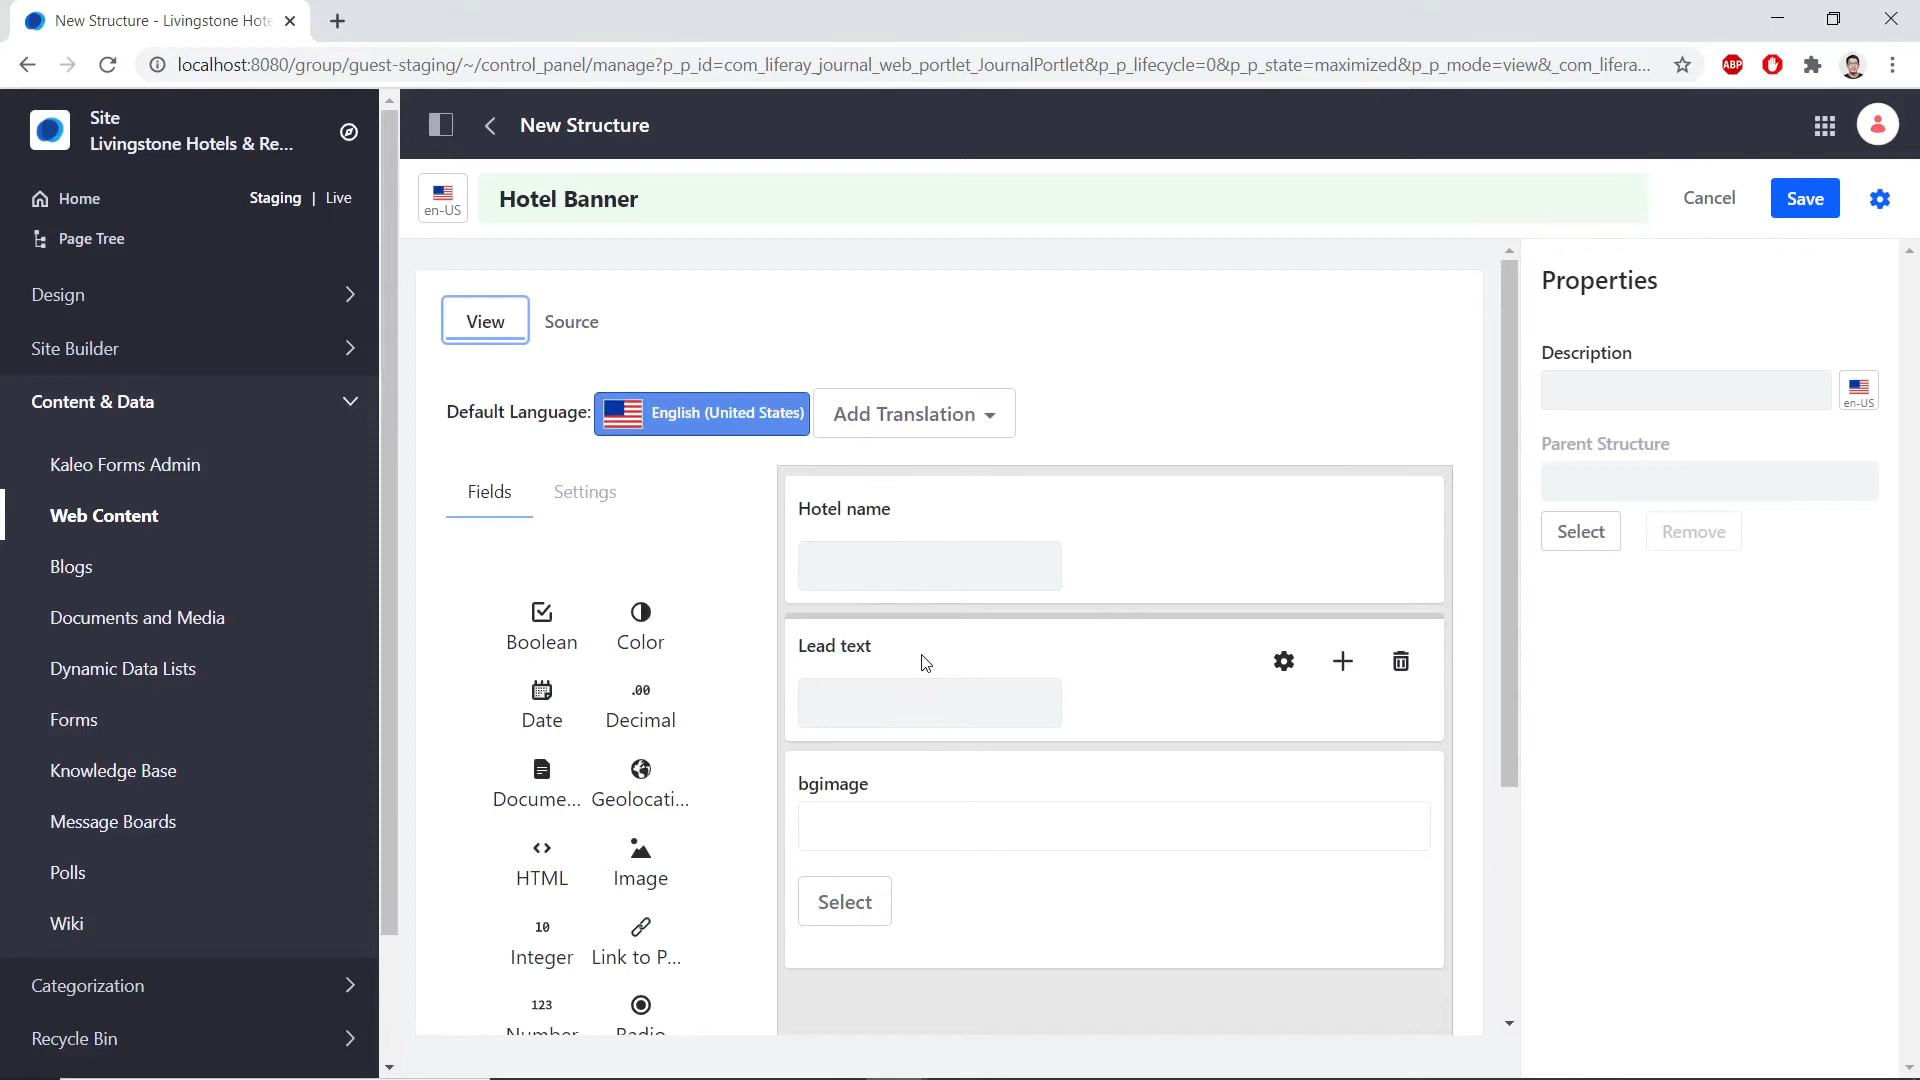 New Structure - Livingstone Hote
localhost:8080/group/guest-staging/~/control_panel/manage?p_p_id=com_liferay_journal_web_portlet_JournalPortlet&p_p_lifecycle=0&p_p_state=maximized&p_p_mode=view&_com_lifera...
ABP
Site
Livingstone Hotels & Re...
New Structure
Home
Staging | Live
Page Tree
en-US
Hotel Banner
Cancel
Save
Design
Site Builder
Content & Data
Kaleo Forms Admin
Web Content
Blogs
Documents and Media
Dynamic Data Lists
Forms
Knowledge Base
Message Boards
Polls
Wiki
Categorization
Recycle Bin
View
Source
Default Language:
English (United States)
Add Translation
Fields
Settings
Boolean
Color
Date
.00
Decimal
Docume...
Geolocati...
HTML
Image
10
Integer
Link to P...
123
Number
Radio
Hotel name
Lead text
bgimage
Select
Properties
Description
en-US
Parent Structure
Select
Remove